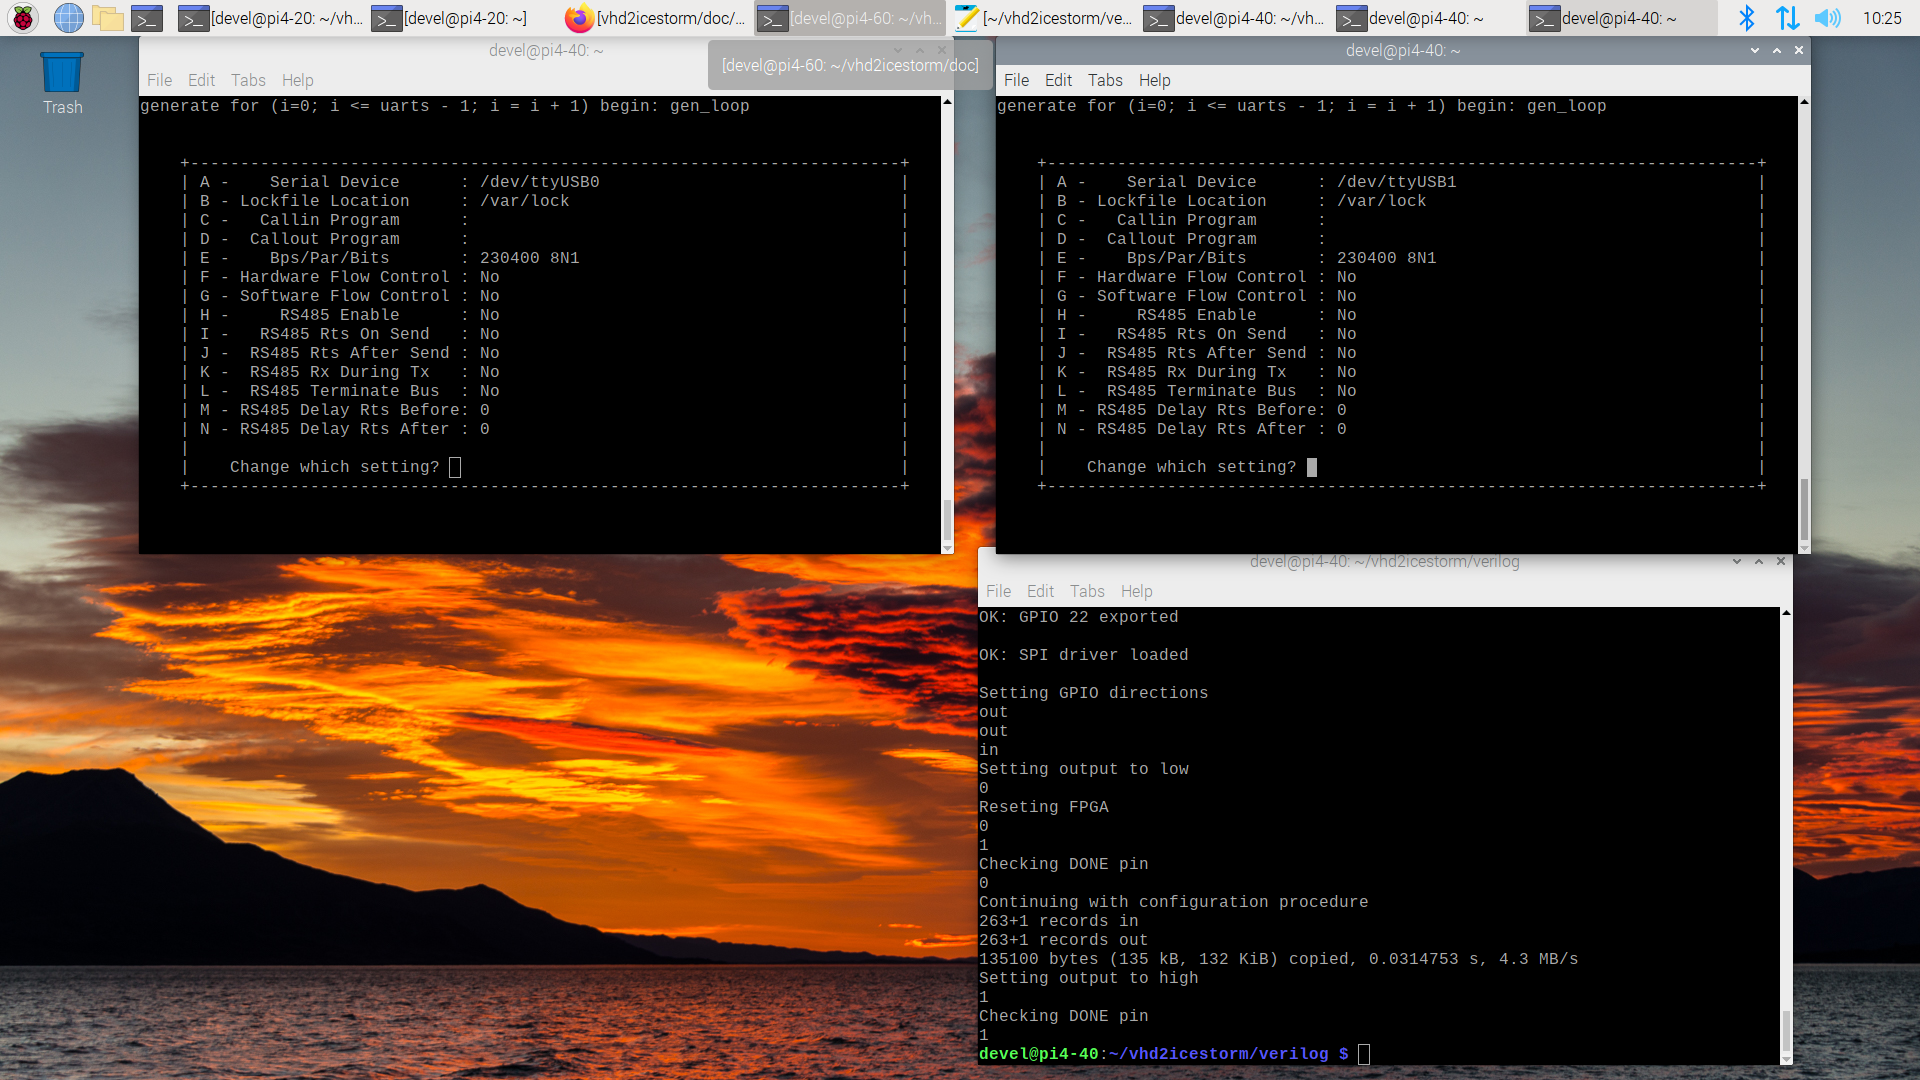 [devel@pi4-20: ~/vh... [devel@pi4-20: ~] [vhd2icestorm/doc/... [devel@pi4-60: ~/vh... [~/vhd2icestorm/ve... devel@pi4-40: ~/vh... devel@pi4-40: ~ devel@pi4-40: ~ 10:25
[devel@pi4-60: ~/vhd2icestorm/doc]
Trash
devel@pi4-40: ~
File Edit Tabs Help
generate for (i=0; i <= uarts - 1; i = i + 1) begin: gen_loop
+-----------------------------------------------------------------------+
| A -    Serial Device      : /dev/ttyUSB0                              |
| B - Lockfile Location     : /var/lock                                 |
| C -   Callin Program      :                                           |
| D -  Callout Program      :                                           |
| E -    Bps/Par/Bits       : 230400 8N1                                |
| F - Hardware Flow Control : No                                        |
| G - Software Flow Control : No                                        |
| H -     RS485 Enable      : No                                        |
| I -   RS485 Rts On Send   : No                                        |
| J -  RS485 Rts After Send : No                                        |
| K -  RS485 Rx During Tx   : No                                        |
| L -  RS485 Terminate Bus  : No                                        |
| M - RS485 Delay Rts Before: 0                                         |
| N - RS485 Delay Rts After : 0                                         |
|                                                                       |
|    Change which setting?                                              |
+-----------------------------------------------------------------------+
devel@pi4-40: ~
File Edit Tabs Help
generate for (i=0; i <= uarts - 1; i = i + 1) begin: gen_loop
+-----------------------------------------------------------------------+
| A -    Serial Device      : /dev/ttyUSB1                              |
| B - Lockfile Location     : /var/lock                                 |
| C -   Callin Program      :                                           |
| D -  Callout Program      :                                           |
| E -    Bps/Par/Bits       : 230400 8N1                                |
| F - Hardware Flow Control : No                                        |
| G - Software Flow Control : No                                        |
| H -     RS485 Enable      : No                                        |
| I -   RS485 Rts On Send   : No                                        |
| J -  RS485 Rts After Send : No                                        |
| K -  RS485 Rx During Tx   : No                                        |
| L -  RS485 Terminate Bus  : No                                        |
| M - RS485 Delay Rts Before: 0                                         |
| N - RS485 Delay Rts After : 0                                         |
|                                                                       |
|    Change which setting?                                              |
+-----------------------------------------------------------------------+
devel@pi4-40: ~/vhd2icestorm/verilog
File Edit Tabs Help
OK: GPIO 22 exported
OK: SPI driver loaded
Setting GPIO directions
out
out
in
Setting output to low
0
Reseting FPGA
0
1
Checking DONE pin
0
Continuing with configuration procedure
263+1 records in
263+1 records out
135100 bytes (135 kB, 132 KiB) copied, 0.0314753 s, 4.3 MB/s
Setting output to high
1
Checking DONE pin
1
devel@pi4-40:~/vhd2icestorm/verilog $